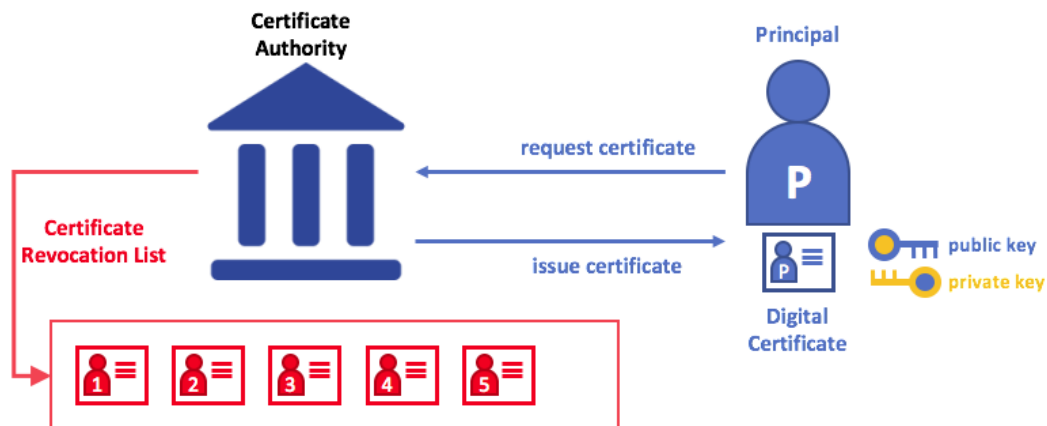 Certificate
Authority
Principal
P
request certificate
issue certificate
Certificate
Revocation List
P
public key
private key
Digital
Certificate
1
2
3
4
5